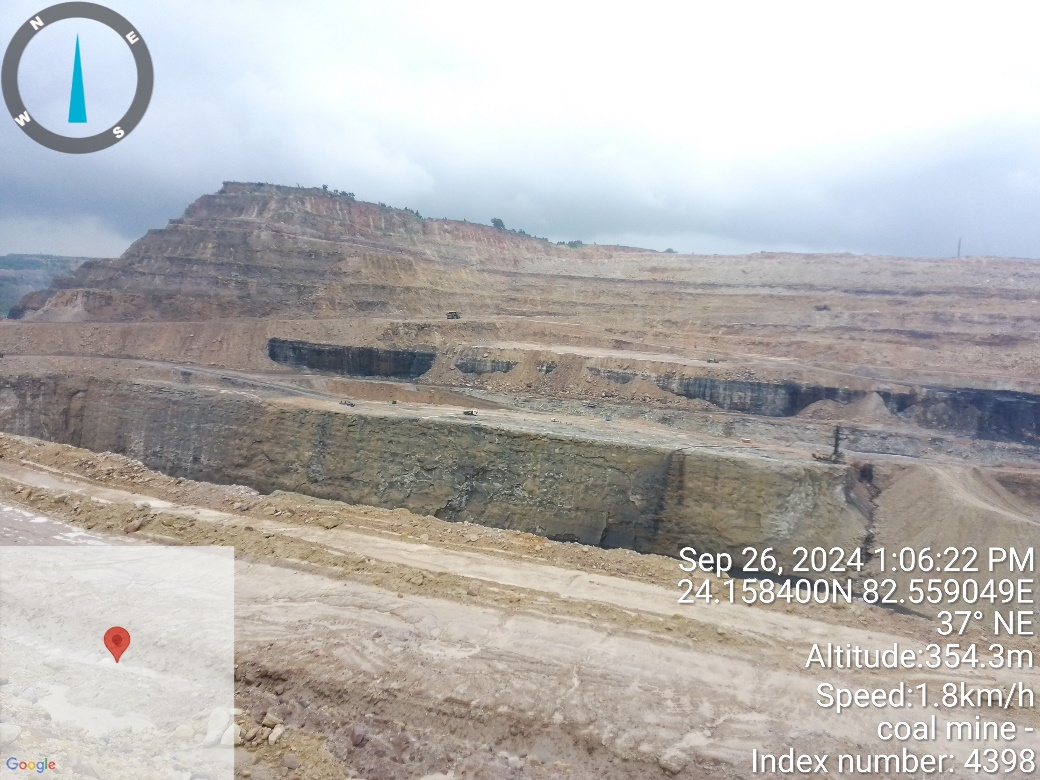 N
E
W
S
Sep 26, 2024 1:06:22 PM
24.158400N 82.559049E
37° NE
Altitude:354.3m
Speed:1.8km/h
coal mine -
Index number: 4398
Google